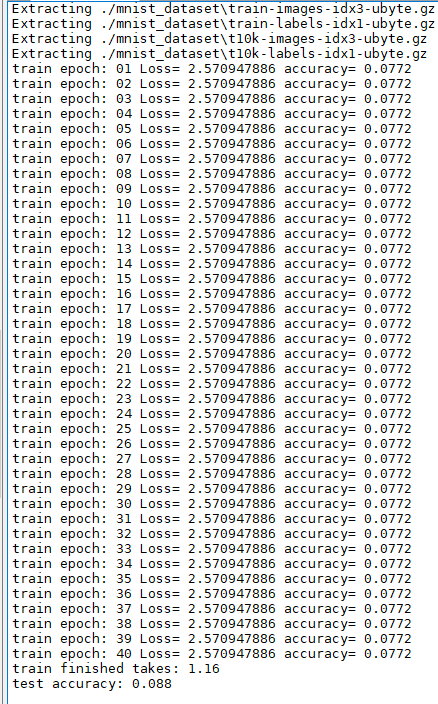 Extracting ./mnist_dataset\train-images-idx3-ubyte.gz
Extracting ./mnist_dataset\train-labels-idx1-ubyte.gz
Extracting ./mnist_dataset\t10k-images-idx3-ubyte.gz
Extracting ./mnist_dataset\t10k-labels-idx1-ubyte.gz
train epoch: 01 Loss= 2.570947886 accuracy= 0.0772
train epoch: 02 Loss= 2.570947886 accuracy= 0.0772
train epoch: 03 Loss= 2.570947886 accuracy= 0.0772
train epoch: 04 Loss= 2.570947886 accuracy= 0.0772
train epoch: 05 Loss= 2.570947886 accuracy= 0.0772
train epoch: 06 Loss= 2.570947886 accuracy= 0.0772
train epoch: 07 Loss= 2.570947886 accuracy= 0.0772
train epoch: 08 Loss= 2.570947886 accuracy= 0.0772
train epoch: 09 Loss= 2.570947886 accuracy= 0.0772
train epoch: 10 Loss= 2.570947886 accuracy= 0.0772
train epoch: 11 Loss= 2.570947886 accuracy= 0.0772
train epoch: 12 Loss= 2.570947886 accuracy= 0.0772
train epoch: 13 Loss= 2.570947886 accuracy= 0.0772
train epoch: 14 Loss= 2.570947886 accuracy= 0.0772
train epoch: 15 Loss= 2.570947886 accuracy= 0.0772
train epoch: 16 Loss= 2.570947886 accuracy= 0.0772
train epoch: 17 Loss= 2.570947886 accuracy= 0.0772
train epoch: 18 Loss= 2.570947886 accuracy= 0.0772
train epoch: 19 Loss= 2.570947886 accuracy= 0.0772
train epoch: 20 Loss= 2.570947886 accuracy= 0.0772
train epoch: 21 Loss= 2.570947886 accuracy= 0.0772
train epoch: 22 Loss= 2.570947886 accuracy= 0.0772
train epoch: 23 Loss= 2.570947886 accuracy= 0.0772
train epoch: 24 Loss= 2.570947886 accuracy= 0.0772
train epoch: 25 Loss= 2.570947886 accuracy= 0.0772
train epoch: 26 Loss= 2.570947886 accuracy= 0.0772
train epoch: 27 Loss= 2.570947886 accuracy= 0.0772
train epoch: 28 Loss= 2.570947886 accuracy= 0.0772
train epoch: 29 Loss= 2.570947886 accuracy= 0.0772
train epoch: 30 Loss= 2.570947886 accuracy= 0.0772
train epoch: 31 Loss= 2.570947886 accuracy= 0.0772
train epoch: 32 Loss= 2.570947886 accuracy= 0.0772
train epoch: 33 Loss= 2.570947886 accuracy= 0.0772
train epoch: 34 Loss= 2.570947886 accuracy= 0.0772
train epoch: 35 Loss= 2.570947886 accuracy= 0.0772
train epoch: 36 Loss= 2.570947886 accuracy= 0.0772
train epoch: 37 Loss= 2.570947886 accuracy= 0.0772
train epoch: 38 Loss= 2.570947886 accuracy= 0.0772
train epoch: 39 Loss= 2.570947886 accuracy= 0.0772
train epoch: 40 Loss= 2.570947886 accuracy= 0.0772
train finished takes: 1.16
test accuracy: 0.088